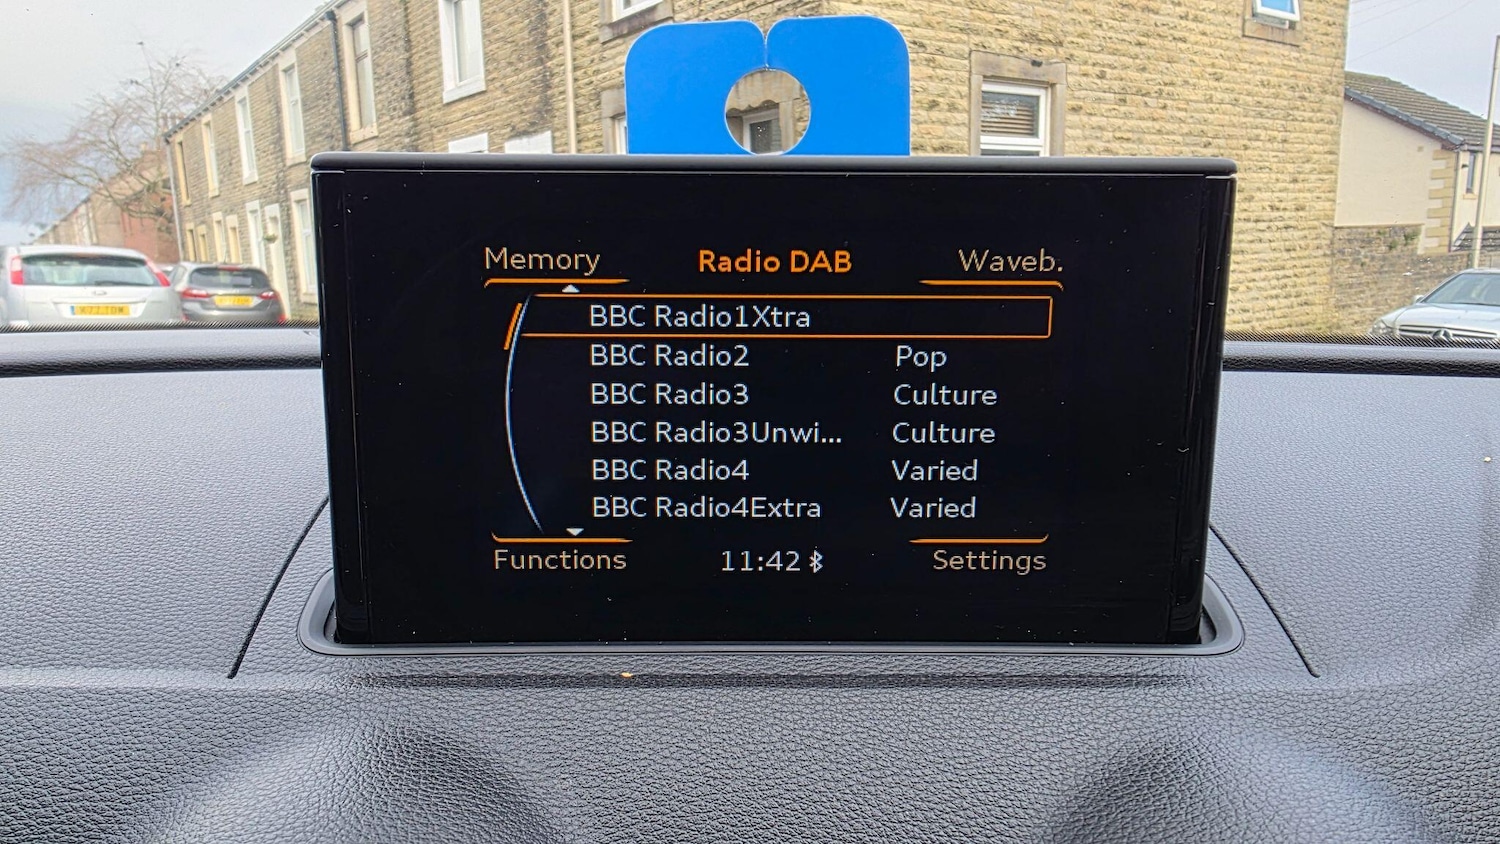 Memory Radio DAB Waveb.
BBC Radio1Xtra
BBC Radio2 Pop
BBC Radio3 Culture
BBC Radio3Unwi... Culture
BBC Radio4 Varied
BBC Radio4Extra Varied
Functions 11:42 Settings